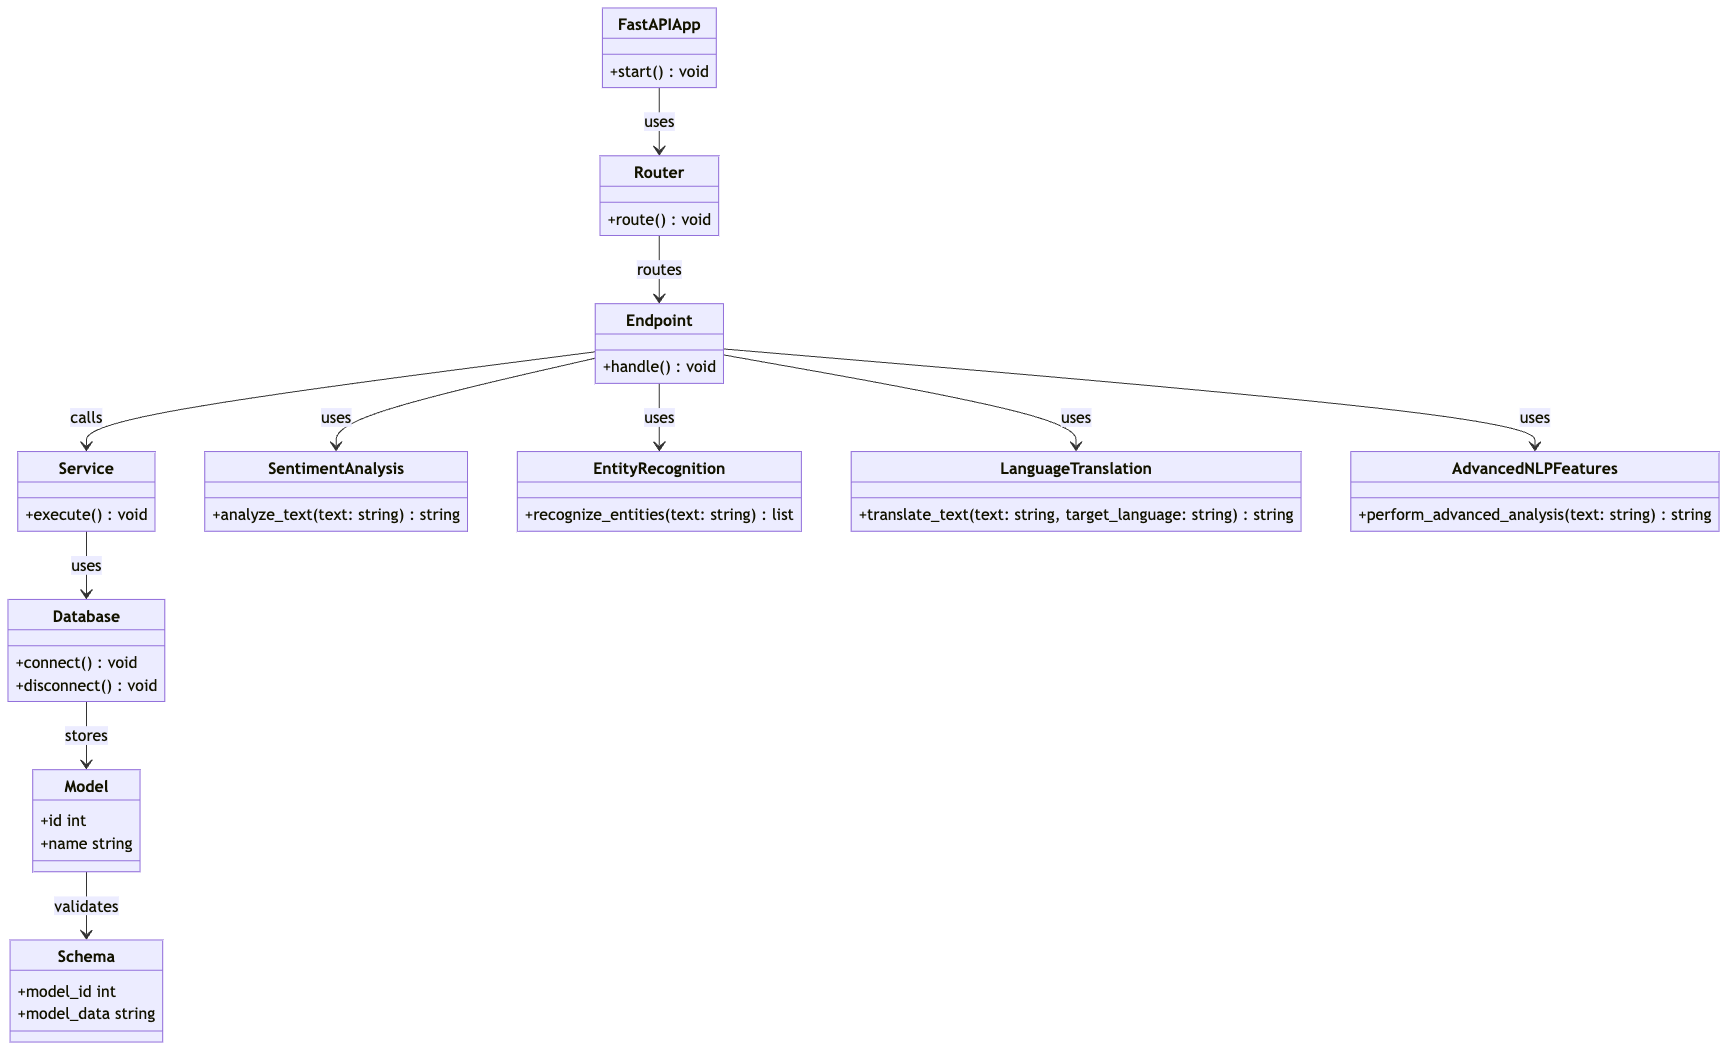 FastAPIApp
+start() : void
uses
Router
+route() : void
routes
Endpoint
+handle() : void
calls
uses
uses
uses
uses
Service
+execute() : void
SentimentAnalysis
+analyze_text(text: string) : string
EntityRecognition
+recognize_entities(text: string) : list
LanguageTranslation
+translate_text(text: string, target_language: string) : string
AdvancedNLPFeatures
+perform_advanced_analysis(text: string) : string
uses
Database
+connect() : void
+disconnect() : void
stores
Model
+id int
+name string
validates
Schema
+model_id int
+model_data string